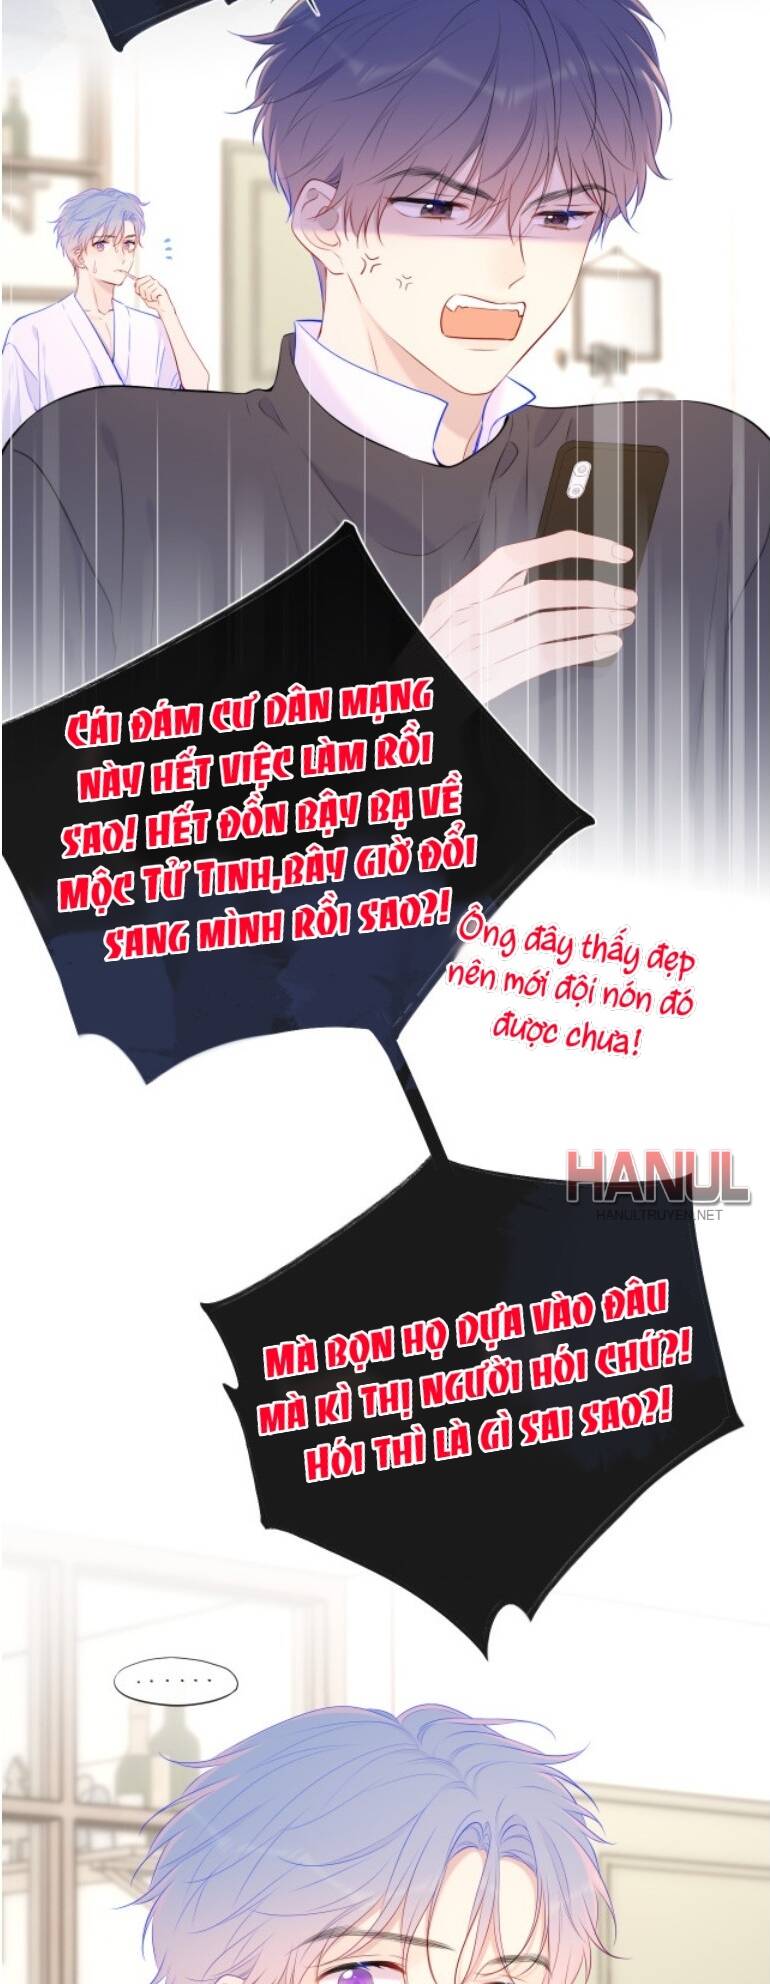 CÁI ĐÁM CƯ DÂN MẠNG
NÀY HẾT VIỆC LÀM RỒI
SAO! HẾT ĐỒN BẬY BẠ VỀ
MỘC TỬ TINH,BÂY GIỜ ĐỔI
SANG MÌNH RỒI SAO?!
Ông đây thấy đẹp
nên mới đội nón đó
được chưa!
HANUL
HANULTRUYEN.NET
MÀ BỌN HỌ DỰA VÀO ĐÂU
MÀ KÌ THỊ NGƯỜI HÓI CHỨ?!
HÓI THÌ LÀ GÌ SAI SAO?!
......